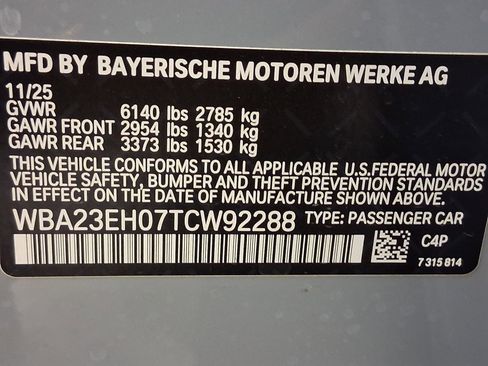 MFD BY BAYERISCHE MOTOREN WERKE AG
11/25
GVWR 6140 lbs 2785 kg
GAWR FRONT 2954 lbs 1340 kg
GAWR REAR 3373 lbs 1530 kg
THIS VEHICLE CONFORMS TO ALL APPLICABLE U.S.FEDERAL MOTOR
VEHICLE SAFETY, BUMPER AND THEFT PREVENTION STANDARDS
IN EFFECT ON THE DATE OF MANUFACTURE SHOWN ABOVE.
WBA23EH07TCW92288 TYPE: PASSENGER CAR
C4P
7 315 814